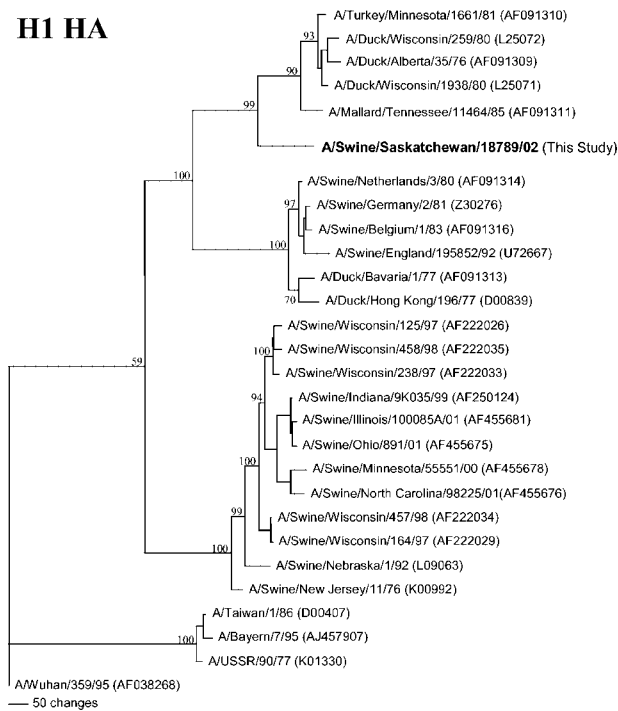 H1 HA
A/Turkey/Minnesota/1661/81 (AF091310)
93
A/Duck/Wisconsin/259/80 (L25072)
A/Duck/Alberta/35/76 (AF091309)
90
A/Duck/Wisconsin/1938/80 (L25071)
99
A/Mallard/Tennessee/11464/85 (AF091311)
A/Swine/Saskatchewan/18789/02 (This Study)
100
A/Swine/Netherlands/3/80 (AF091314)
97
A/Swine/Germany/2/81 (Z30276)
A/Swine/Belgium/1/83 (AF091316)
100
A/Swine/England/195852/92 (U72667)
A/Duck/Bavaria/1/77 (AF091313)
70
A/Duck/Hong Kong/196/77 (D00839)
A/Swine/Wisconsin/125/97 (AF222026)
100
A/Swine/Wisconsin/458/98 (AF222035)
59
A/Swine/Wisconsin/238/97 (AF222033)
94
A/Swine/Indiana/9K035/99 (AF250124)
A/Swine/Illinois/100085A/01 (AF455681)
A/Swine/Ohio/891/01 (AF455675)
100
A/Swine/Minnesota/55551/00 (AF455678)
A/Swine/North Carolina/98225/01(AF455676)
99
A/Swine/Wisconsin/457/98 (AF222034)
A/Swine/Wisconsin/164/97 (AF222029)
100
A/Swine/Nebraska/1/92 (L09063)
A/Swine/New Jersey/11/76 (K00992)
A/Taiwan/1/86 (D00407)
100
A/Bayern/7/95 (AJ457907)
A/USSR/90/77 (K01330)
A/Wuhan/359/95 (AF038268)
50 changes